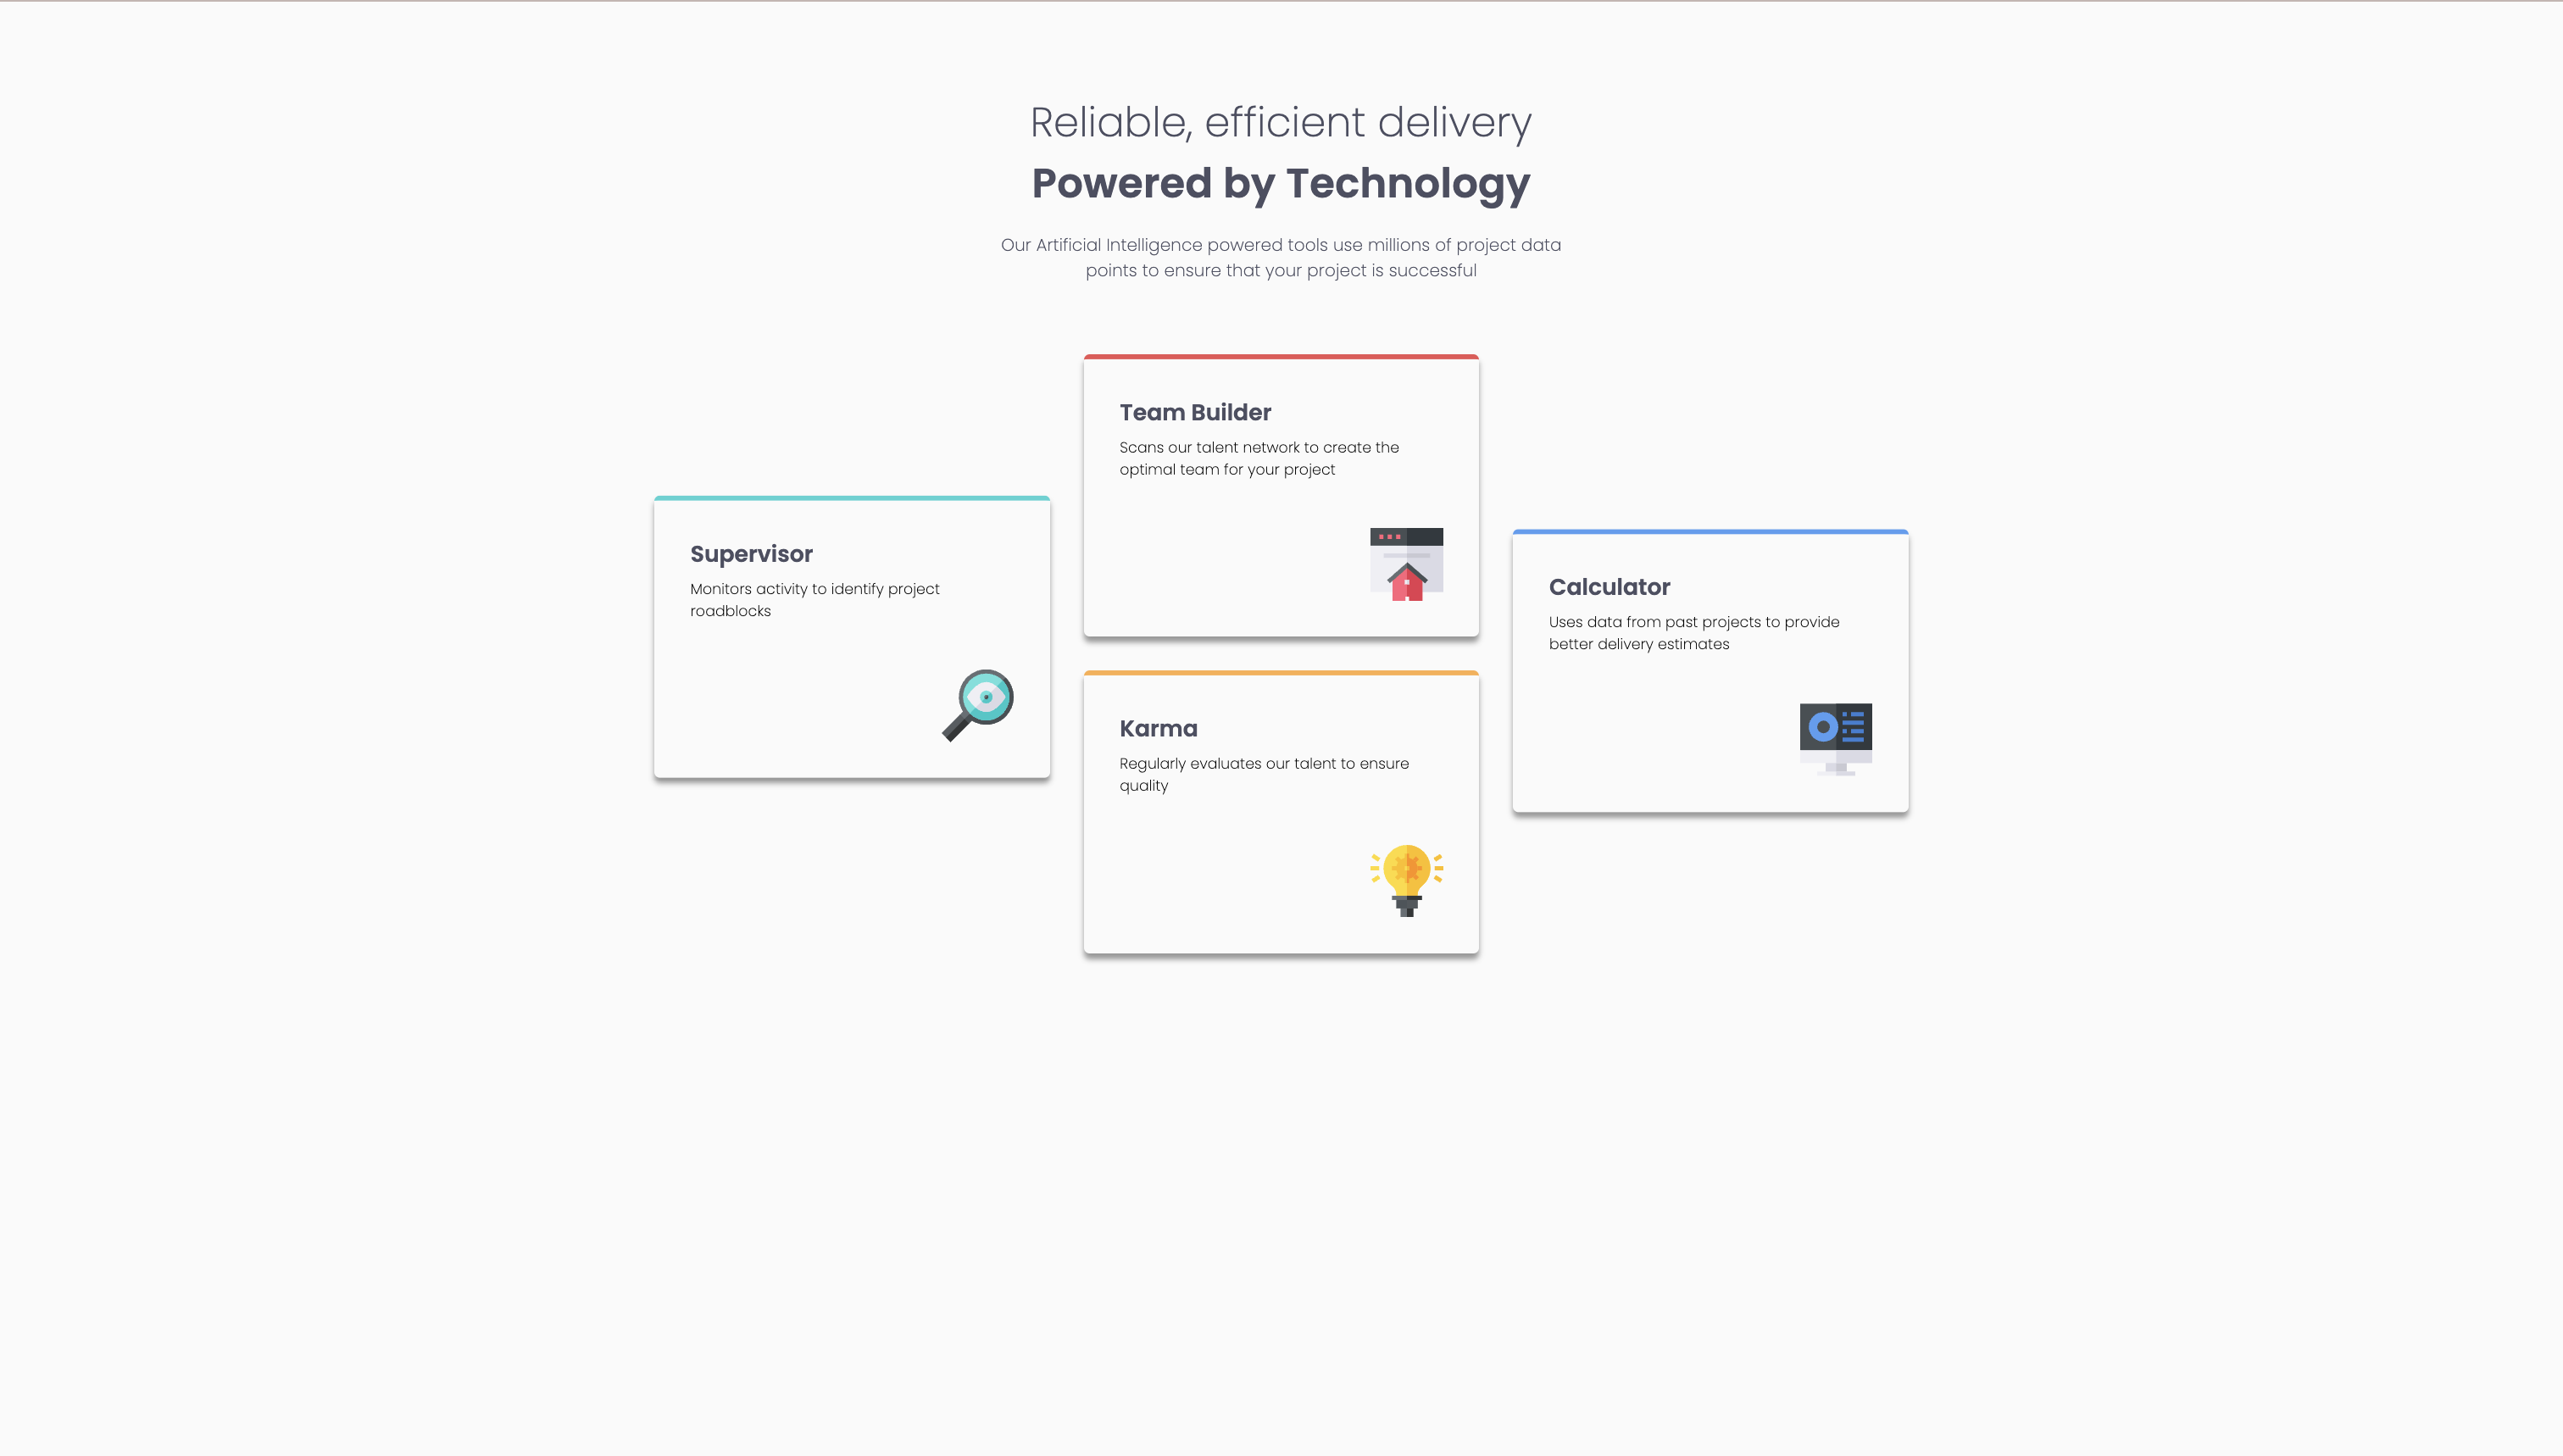 Reliable, efficient delivery
Powered by Technology
Our Artificial Intelligence powered tools use millions of project data
points to ensure that your project is successful
Supervisor
Monitors activity to identify project
roadblocks
Team Builder
Scans our talent network to create the
optimal team for your project
Karma
Regularly evaluates our talent to ensure
quality
Calculator
Uses data from past projects to provide
better delivery estimates